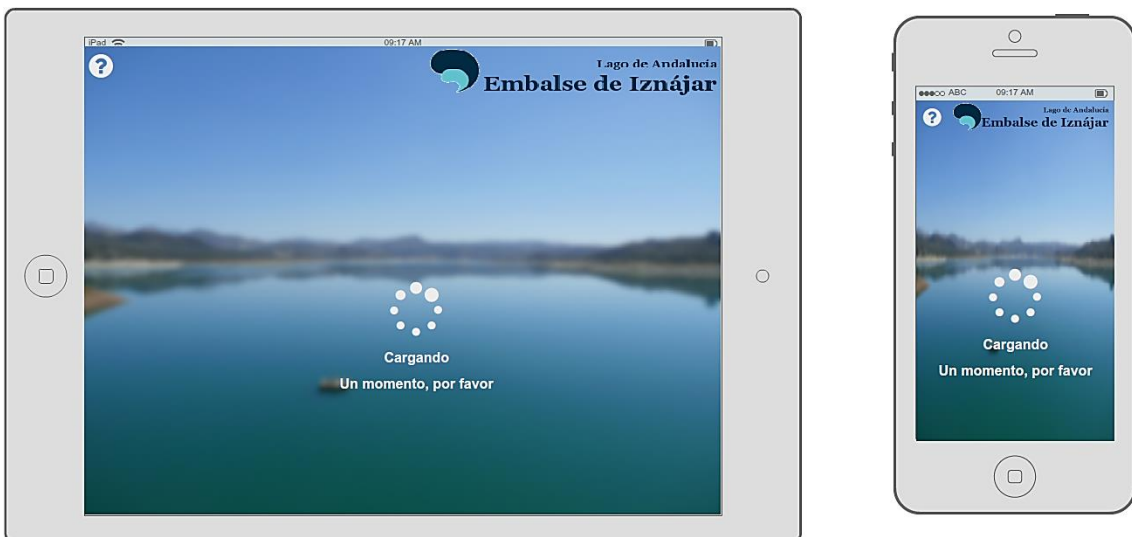 iPad 09:17 AM
?
Lago de Andalucía
Embalse de Iznájar
Cargando
Un momento, por favor
ABC 09:17 AM
?
Lago de Andalucía
Embalse de Iznájar
Cargando
Un momento, por favor